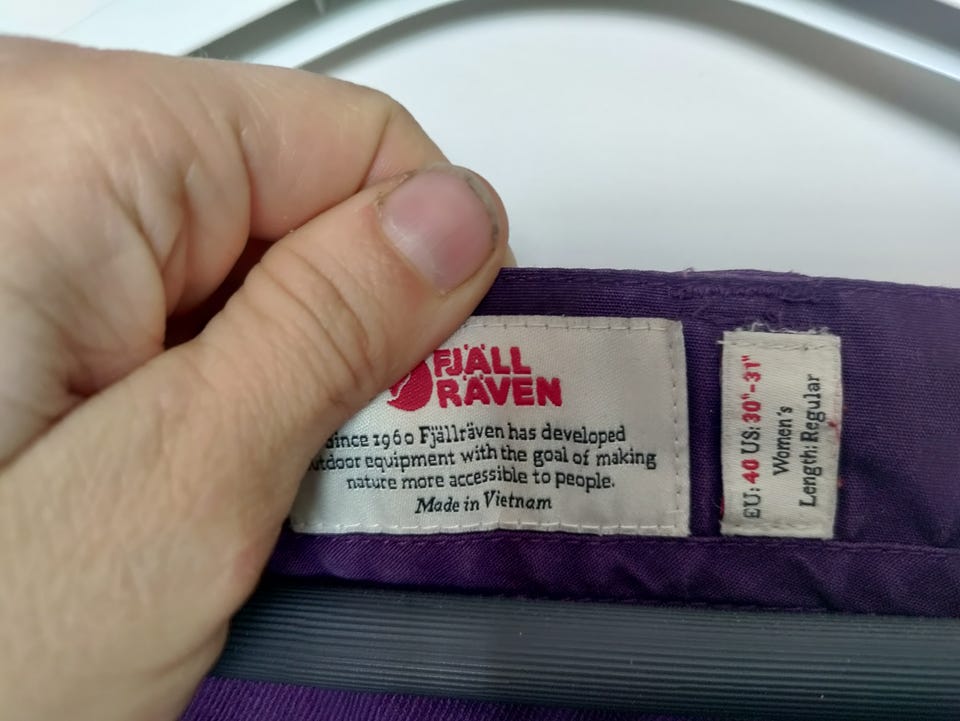 FJÄLL
RÄVEN
Since 1960 Fjällräven has developed
outdoor equipment with the goal of making
nature more accessible to people.
Made in Vietnam
EU: 40 US: 30"-31"
Women's
Length: Regular